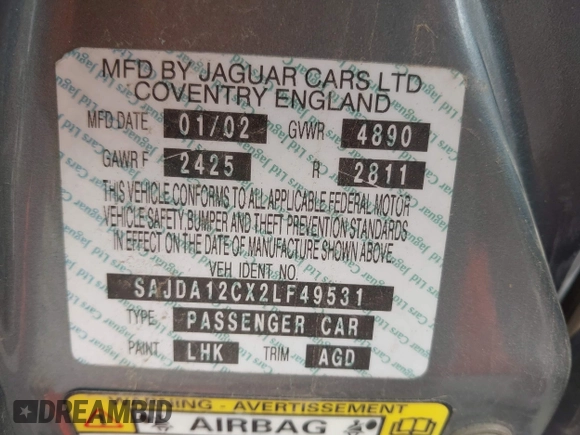 MFD BY JAGUAR CARS LTD
COVENTRY ENGLAND
MFD DATE 01/02 GVWR 4890
GAWR F 2425 R 2811
THIS VEHICLE CONFORMS TO ALL APPLICABLE FEDERAL MOTOR
VEHICLE SAFETY, BUMPER AND THEFT PREVENTION STANDARDS
IN EFFECT ON THE DATE OF MANUFACTURE SHOWN ABOVE.
VEH IDENT NO.
SAJDA12CX2LF49531
TYPE PASSENGER CAR
PAINT LHK TRIM AGD
WARNING - AVERTISSEMENT
AIRBAG
DREAMBID